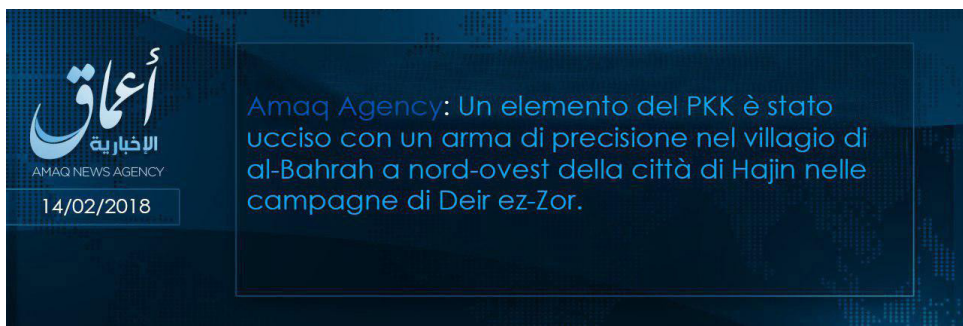 أعماق
الإخبارية
AMAQ NEWS AGENCY
14/02/2018
Amaq Agency: Un elemento del PKK è stato
ucciso con un arma di precisione nel villagio di
al-Bahrah a nord-ovest della città di Hajin nelle
campagne di Deir ez-Zor.